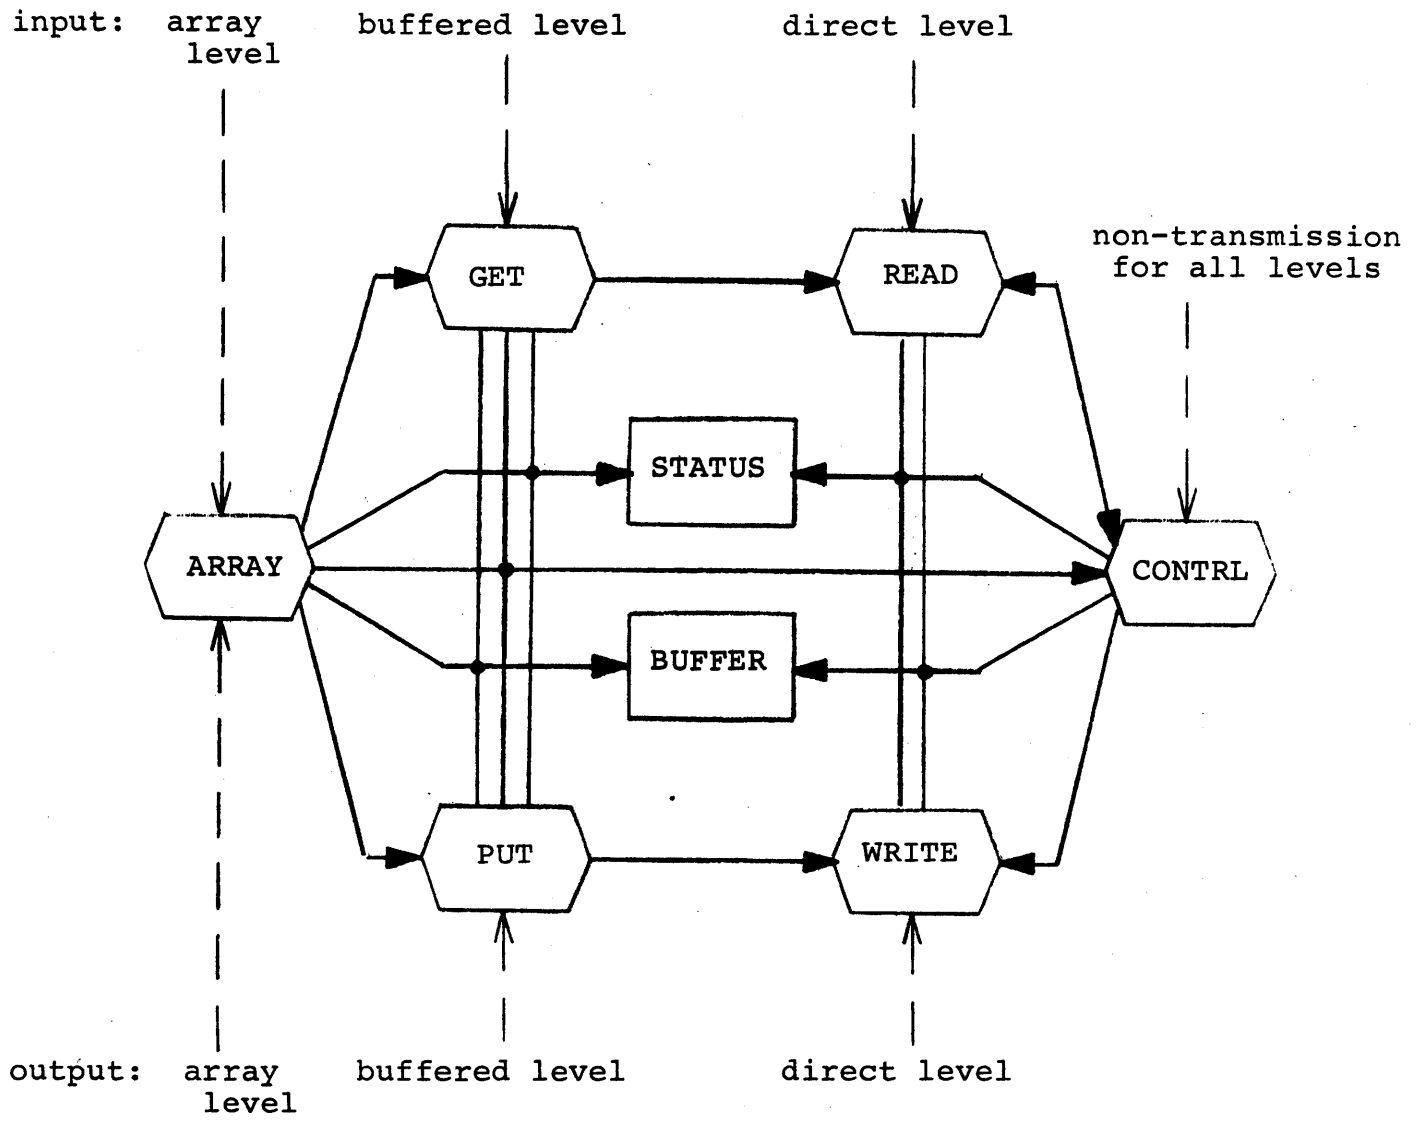 input: array buffered level direct level
level
non-transmission
for all levels
GET
READ
STATUS
ARRAY
CONTRL
BUFFER
PUT
WRITE
output: array buffered level direct level
level